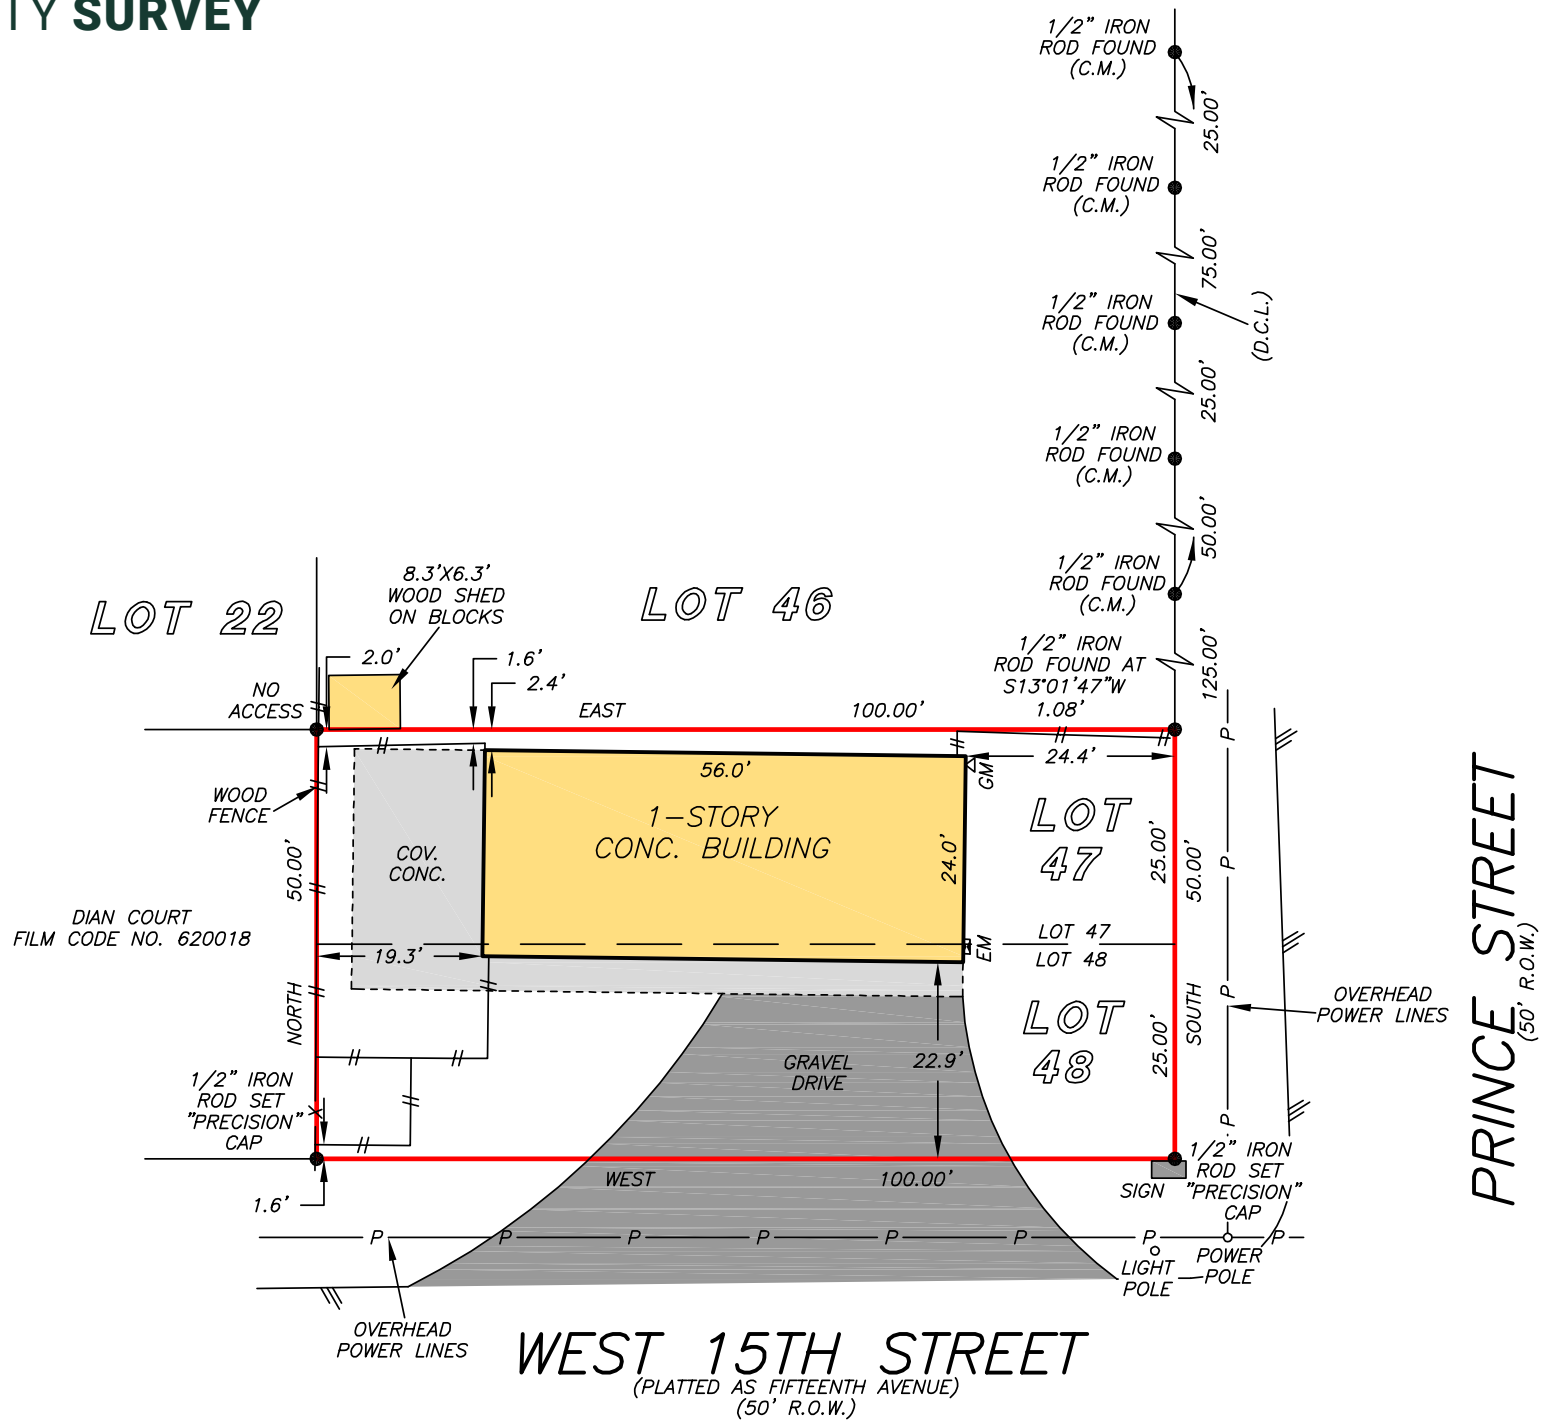 TY SURVEY
1/2" IRON
ROD FOUND
(C.M.)
25.00'
1/2" IRON
ROD FOUND
(C.M.)
75.00'
1/2" IRON
ROD FOUND
(C.M.)
(D.C.L.)
25.00'
1/2" IRON
ROD FOUND
(C.M.)
50.00'
1/2" IRON
ROD FOUND
(C.M.)
125.00'
1/2" IRON
ROD FOUND AT
S13°01'47"W
1.08'
LOT 22
8.3'X6.3'
WOOD SHED
ON BLOCKS
LOT 46
2.0'
1.6'
2.4'
NO
ACCESS
EAST
100.00'
56.0'
24.4'
GM
WOOD
FENCE
1-STORY
CONC. BUILDING
24.0'
COV.
CONC.
LOT
47
25.00'
50.00'
50.00'
DIAN COURT
FILM CODE NO. 620018
19.3'
EM
LOT 47
LOT 48
NORTH
SOUTH
LOT
48
25.00'
GRAVEL
DRIVE
22.9'
P
P
P
P
OVERHEAD
POWER LINES
PRINCE STREET
(50' R.O.W.)
1/2" IRON
ROD SET
"PRECISION"
CAP
X
1.6'
WEST
100.00'
SIGN
1/2" IRON
ROD SET
"PRECISION"
CAP
P P P P P P P P
LIGHT
POLE
POWER
POLE
OVERHEAD
POWER LINES
WEST 15TH STREET
(PLATTED AS FIFTEENTH AVENUE)
(50' R.O.W.)